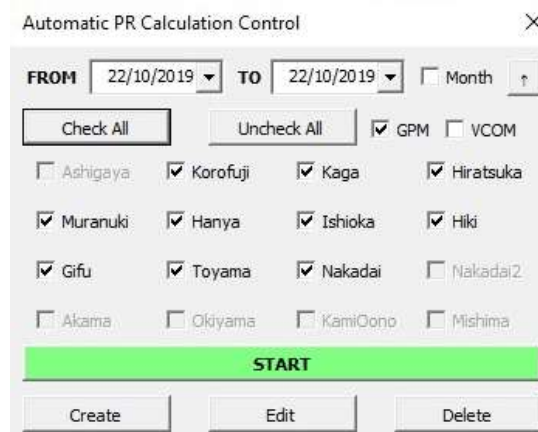 Automatic PR Calculation Control
FROM 22/10/2019 TO 22/10/2019 Month ↑
Check All Uncheck All GPM VCOM
Ashigaya Korofuji Kaga Hiratsuka
Muranuki Hanya Ishioka Hiki
Gifu Toyama Nakadai Nakadai2
Akama Okiyama KamiOono Mishima
START
Create Edit Delete